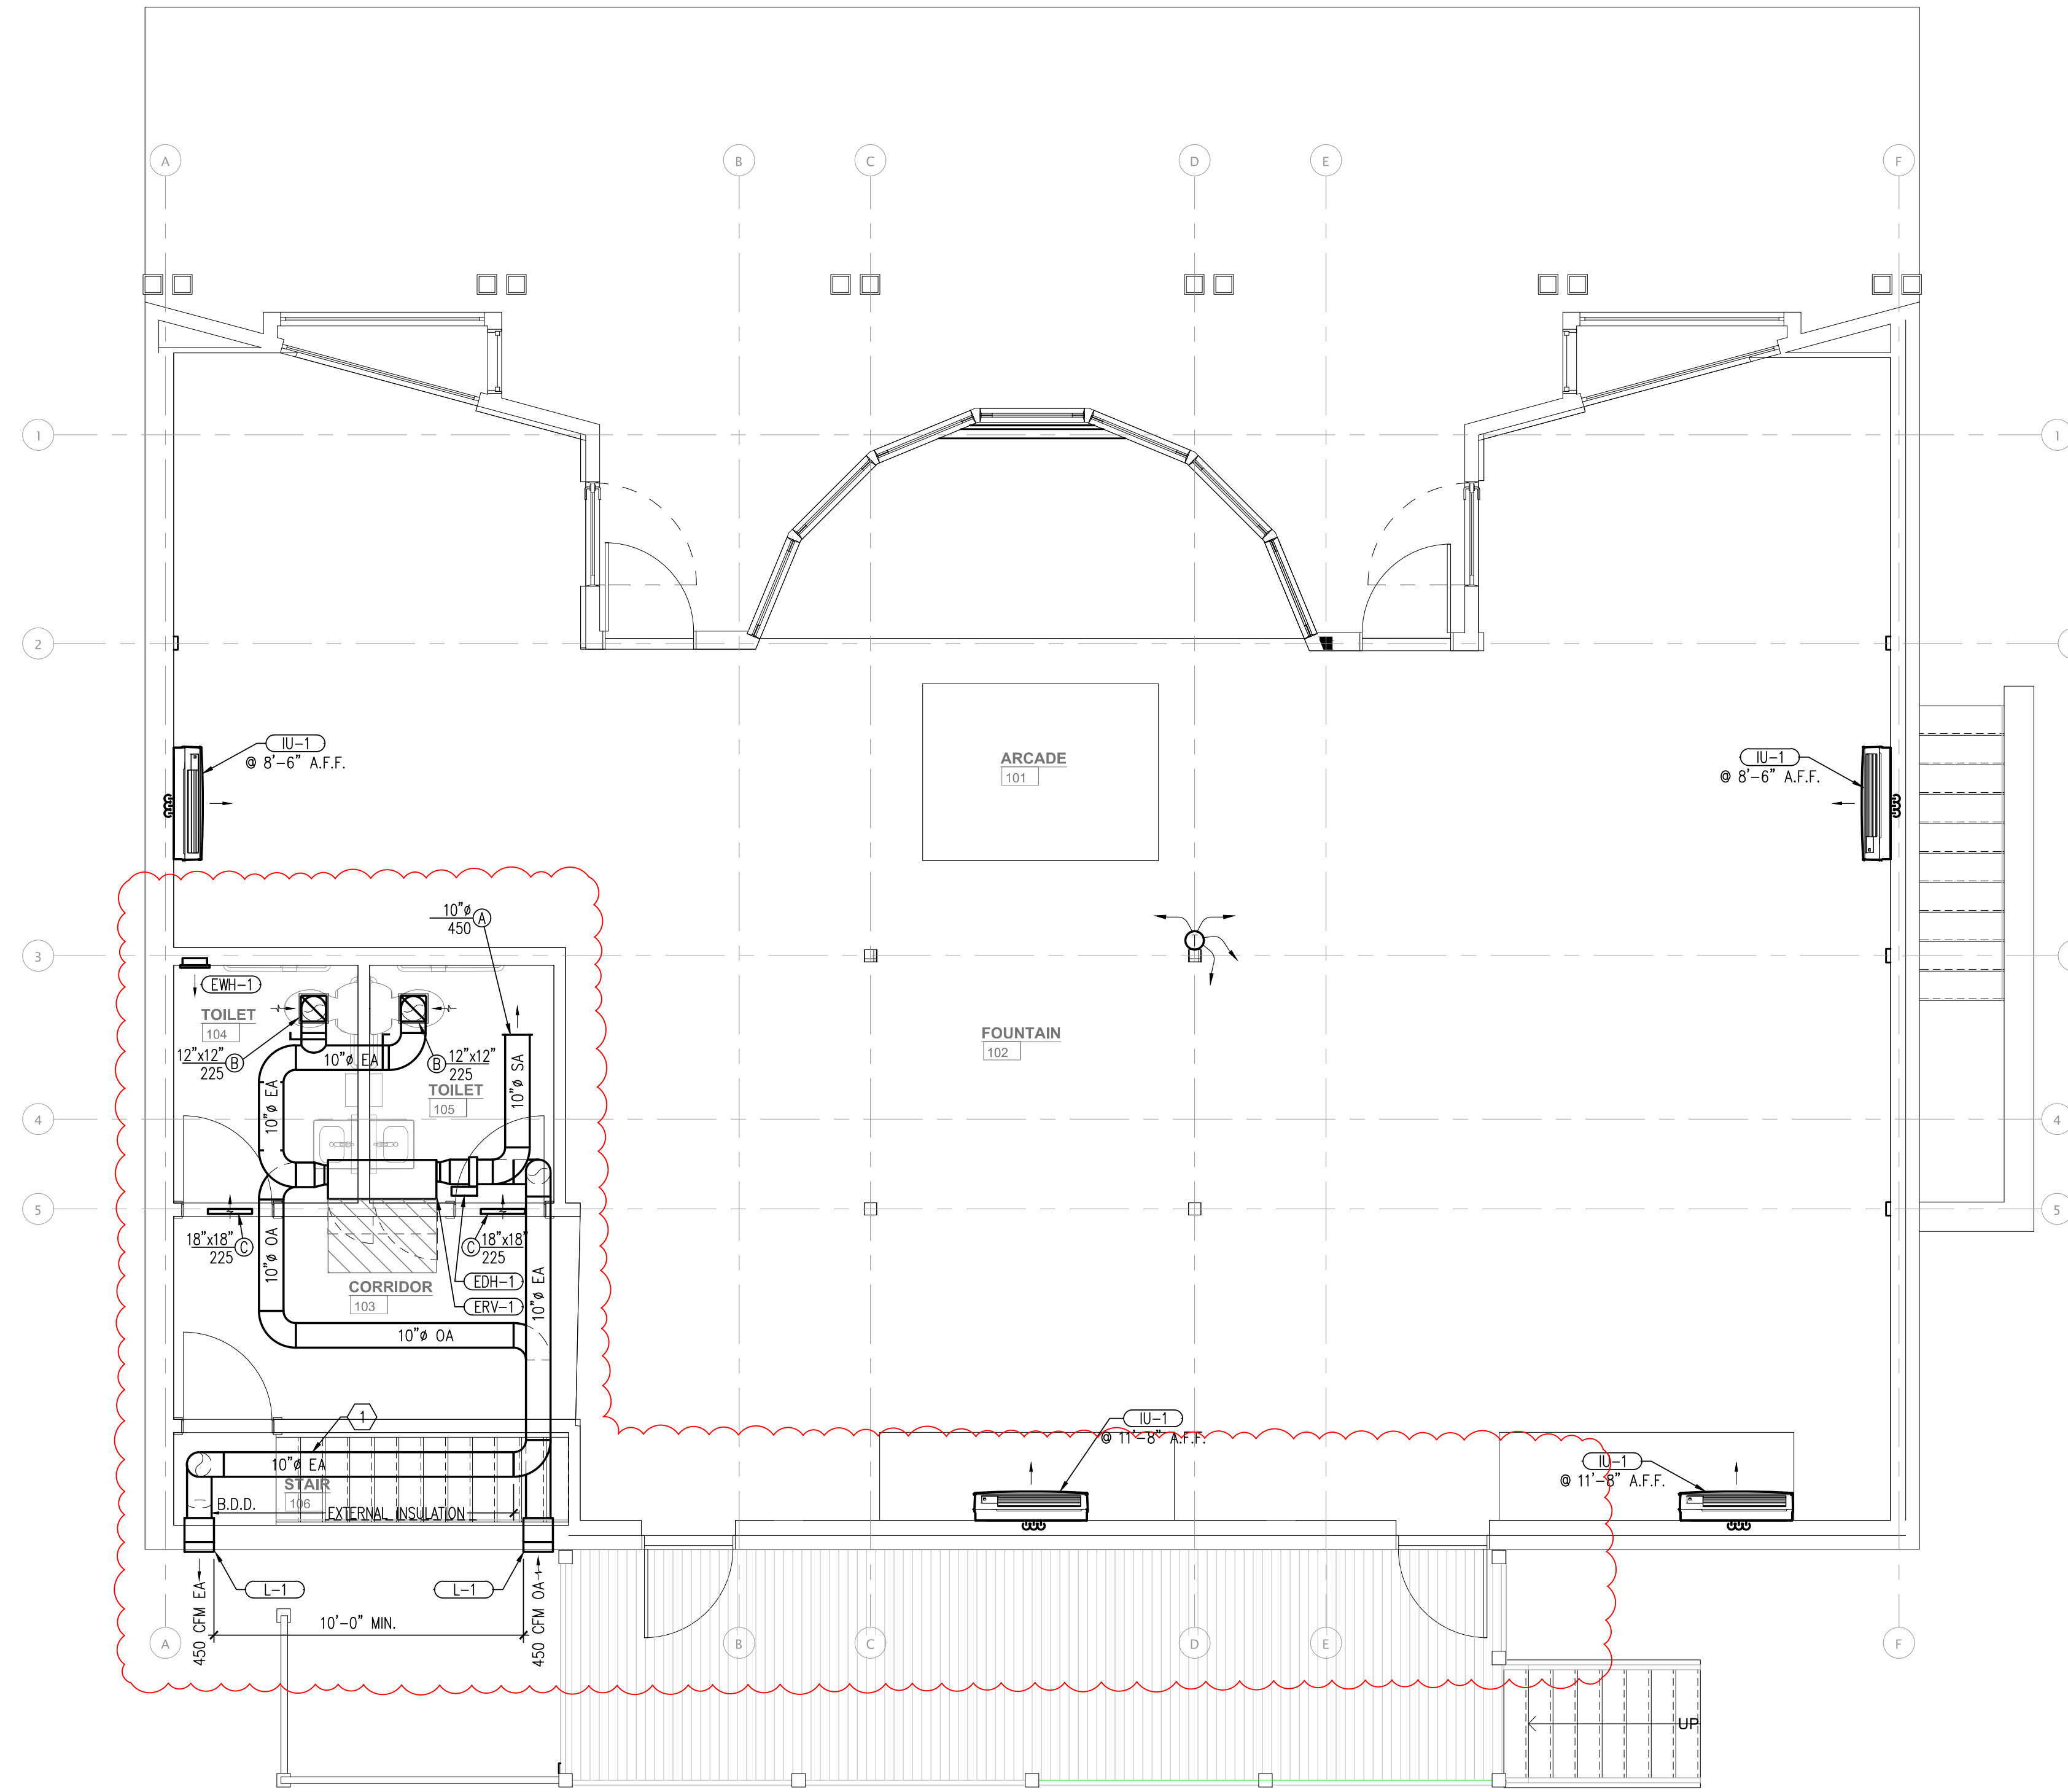 A
B
C
D
E
F
1
1
2
IU-1
@ 8'-6" A.F.F.
ARCADE
101
IU-1
@ 8'-6" A.F.F.
10"ø
450
A
3
T
EWH-1
TOILET
104
12"x12"
225
B
10"ø EA
B
12"x12"
225
TOILET
105
10"ø SA
10"ø EA
FOUNTAIN
102
4
4
5
5
18"x18"
225
C
C
18"x18"
225
10"ø OA
EDH-1
CORRIDOR
103
ERV-1
10"ø EA
10"ø OA
1
IU-1
@ 11'-8" A.F.F.
10"ø EA
STAIR
106
B.D.D.
EXTERNAL INSULATION
IU-1
@ 11'-8" A.F.F.
L-1
L-1
450 CFM EA
10'-0" MIN.
450 CFM OA
A
B
C
D
E
F
UP